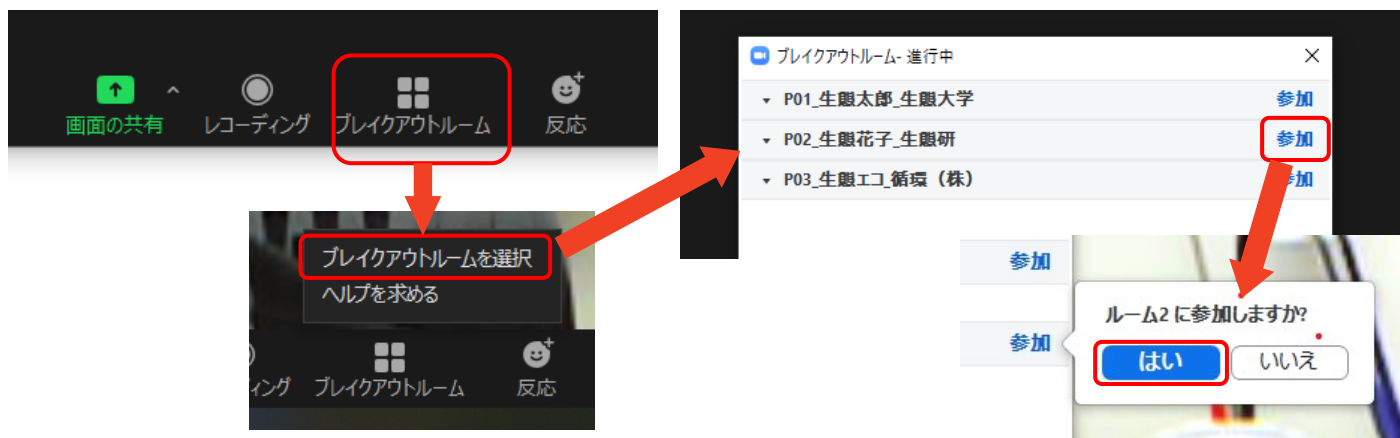 画面の共有 レコーディング ブレイクアウトルーム 反応
ブレイクアウトルームを選択
ヘルプを求める
ィング ブレイクアウトルーム 反応
ブレイクアウトルーム- 進行中
P01_生態太郎_生態大学 参加
P02_生態花子_生態研 参加
P03_生態エコ_循環（株） 参加
参加
参加
ルーム2 に参加しますか?
はい いいえ